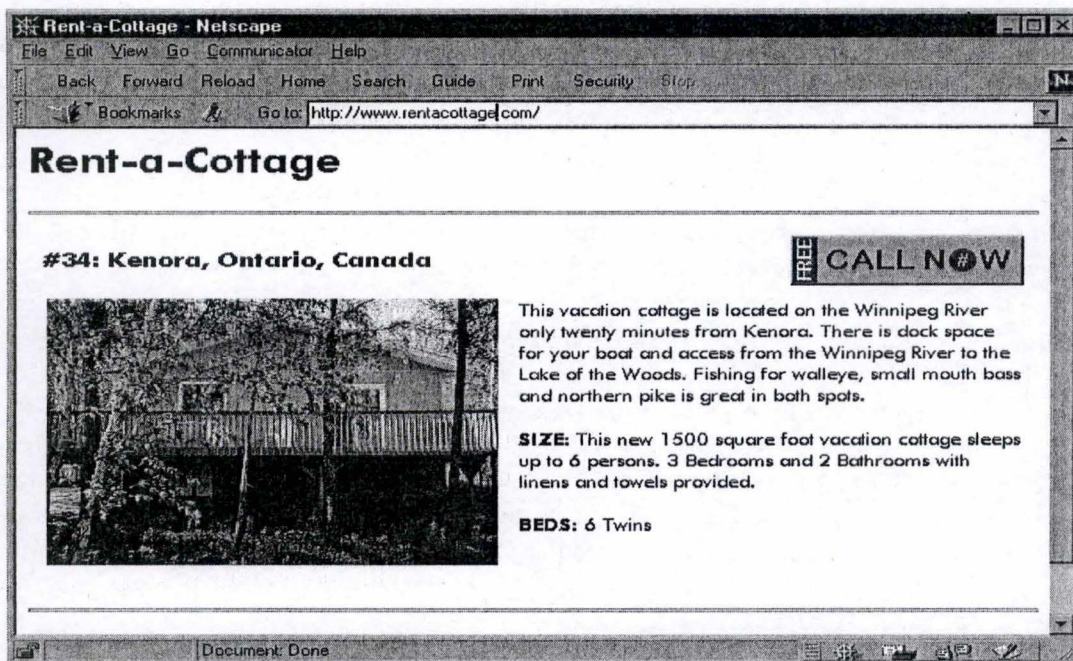 Rent-a-Cottage - Netscape
File Edit View Go Communicator Help
Back Forward Reload Home Search Guide Print Security Stop
N
Bookmarks Go to: http://www.rentacottage.com/
Rent-a-Cottage
#34: Kenora, Ontario, Canada
FREE CALL NOW
#
This vacation cottage is located on the Winnipeg River
only twenty minutes from Kenora. There is dock space
for your boat and access from the Winnipeg River to the
Lake of the Woods. Fishing for walleye, small mouth bass
and northern pike is great in both spots.
SIZE: This new 1500 square foot vacation cottage sleeps
up to 6 persons. 3 Bedrooms and 2 Bathrooms with
linens and towels provided.
BEDS: 6 Twins
Document: Done